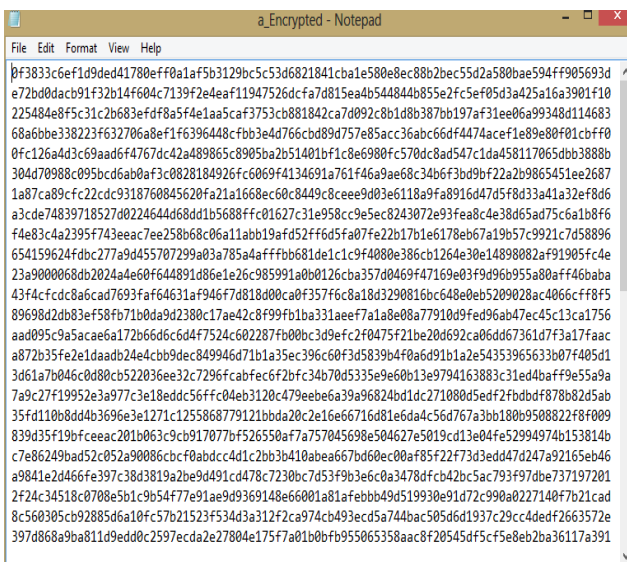 a_Encrypted - Notepad
File Edit Format View Help
0f3833c6ef1d9ded41780eff0a1af5b3129bc5c53d6821841cba1e580e8ec88b2bec55d2a580bae594ff905693d
e72bd0dacb91f32b14f604c7139f2e4eaf11947526dcfa7d815ea4b544844b855e2fc5ef05d3a425a16a3901f10
225484e8f5c31c2b683efdf8a5f4e1aa5caf3753cb881842ca7d092c8b1d8b387bb197af31ee06a99348d114683
68a6bbe338223f632706a8ef1f6396448cfbb3e4d766cbd89d757e85acc36abc66df4474acef1e89e80f01cbff0
0fc126a4d3c69aad6f4767dc42a489865c8905ba2b51401bf1c8e6980fc570dc8ad547c1da458117065dbb3888b
304d70988c095bcd6ab0af3c0828184926fc6069f4134691a761f46a9ae68c34b6f3bd9bf22a2b9865451ee2687
1a87ca89cfc22cdc9318760845620fa21a1668ec60c8449c8ceee9d03e6118a9fa8916d47d5f8d33a41a32ef8d6
a3cde74839718527d0224644d68dd1b5688ffc01627c31e958cc9e5ec8243072e93fea8c4e38d65ad75c6a1b8f6
f4e83c4a2395f743eeac7ee258b68c06a11abb19afd52ff6d5fa07fe22b17b1e6178eb67a19b57c9921c7d58896
654159624fdbc277a9d455707299a03a785a4afffbb681de1c1c9f4080e386cb1264e30e14898082af91905fc4e
23a9000068db2024a4e60f644891d86e1e26c985991a0b0126cba357d0469f47169e03f9d96b955a80aff46baba
43f4cfcdc8a6cad7693faf64631af946f7d818d00ca0f357f6c8a18d3290816bc648e0eb5209028ac4066cff8f5
89698d2db83ef58fb71b0da9d2380c17ae42c8f99fb1ba331aeef7a1a8e08a77910d9fed96ab47ec45c13ca1756
aad095c9a5acae6a172b66d6c6d4f7524c602287fb00bc3d9efc2f0475f21be20d692ca06dd67361d7f3a17faac
a872b35fe2e1daadb24e4cbb9dec849946d71b1a35ec396c60f3d5839b4f0a6d91b1a2e54353965633b07f405d1
3d61a7b046c0d80cb522036ee32c7296fcabfec6f2bfc34b70d5335e9e60b13e9794163883c31ed4baff9e55a9a
7a9c27f19952e3a977c3e18eddc56ffc04eb3120c479eebe6a39a96824bd1dc271080d5edf2fbdbdf878b82d5ab
35fd110b8dd4b3696e3e1271c1255868779121bbda20c2e16e66716d81e6da4c56d767a3bb180b9508822f8f009
839d35f19bfceeac201b063c9cb917077bf526550af7a757045698e504627e5019cd13e04fe52994974b153814b
c7e86249bad52c052a90086cbcf0abdcc4d1c2bb3b410abea667bd60ec00af85f22f73d3edd47d247a92165eb46
a9841e2d466fe397c38d3819a2be9d491cd478c7230bc7d53f9b3e6c0a3478dfcb42bc5ac793f97dbe737197201
2f24c34518c0708e5b1c9b54f77e91ae9d9369148e66001a81afebbb49d519930e91d72c990a0227140f7b21cad
8c560305cb92885d6a10fc57b21523f534d3a312f2ca974cb493ecd5a744bac505d6d1937c29cc4dedf2663572e
397d868a9ba811d9edd0c2597ecda2e27804e175f7a01b0bfb955065358aac8f20545df5cf5e8eb2ba36117a391